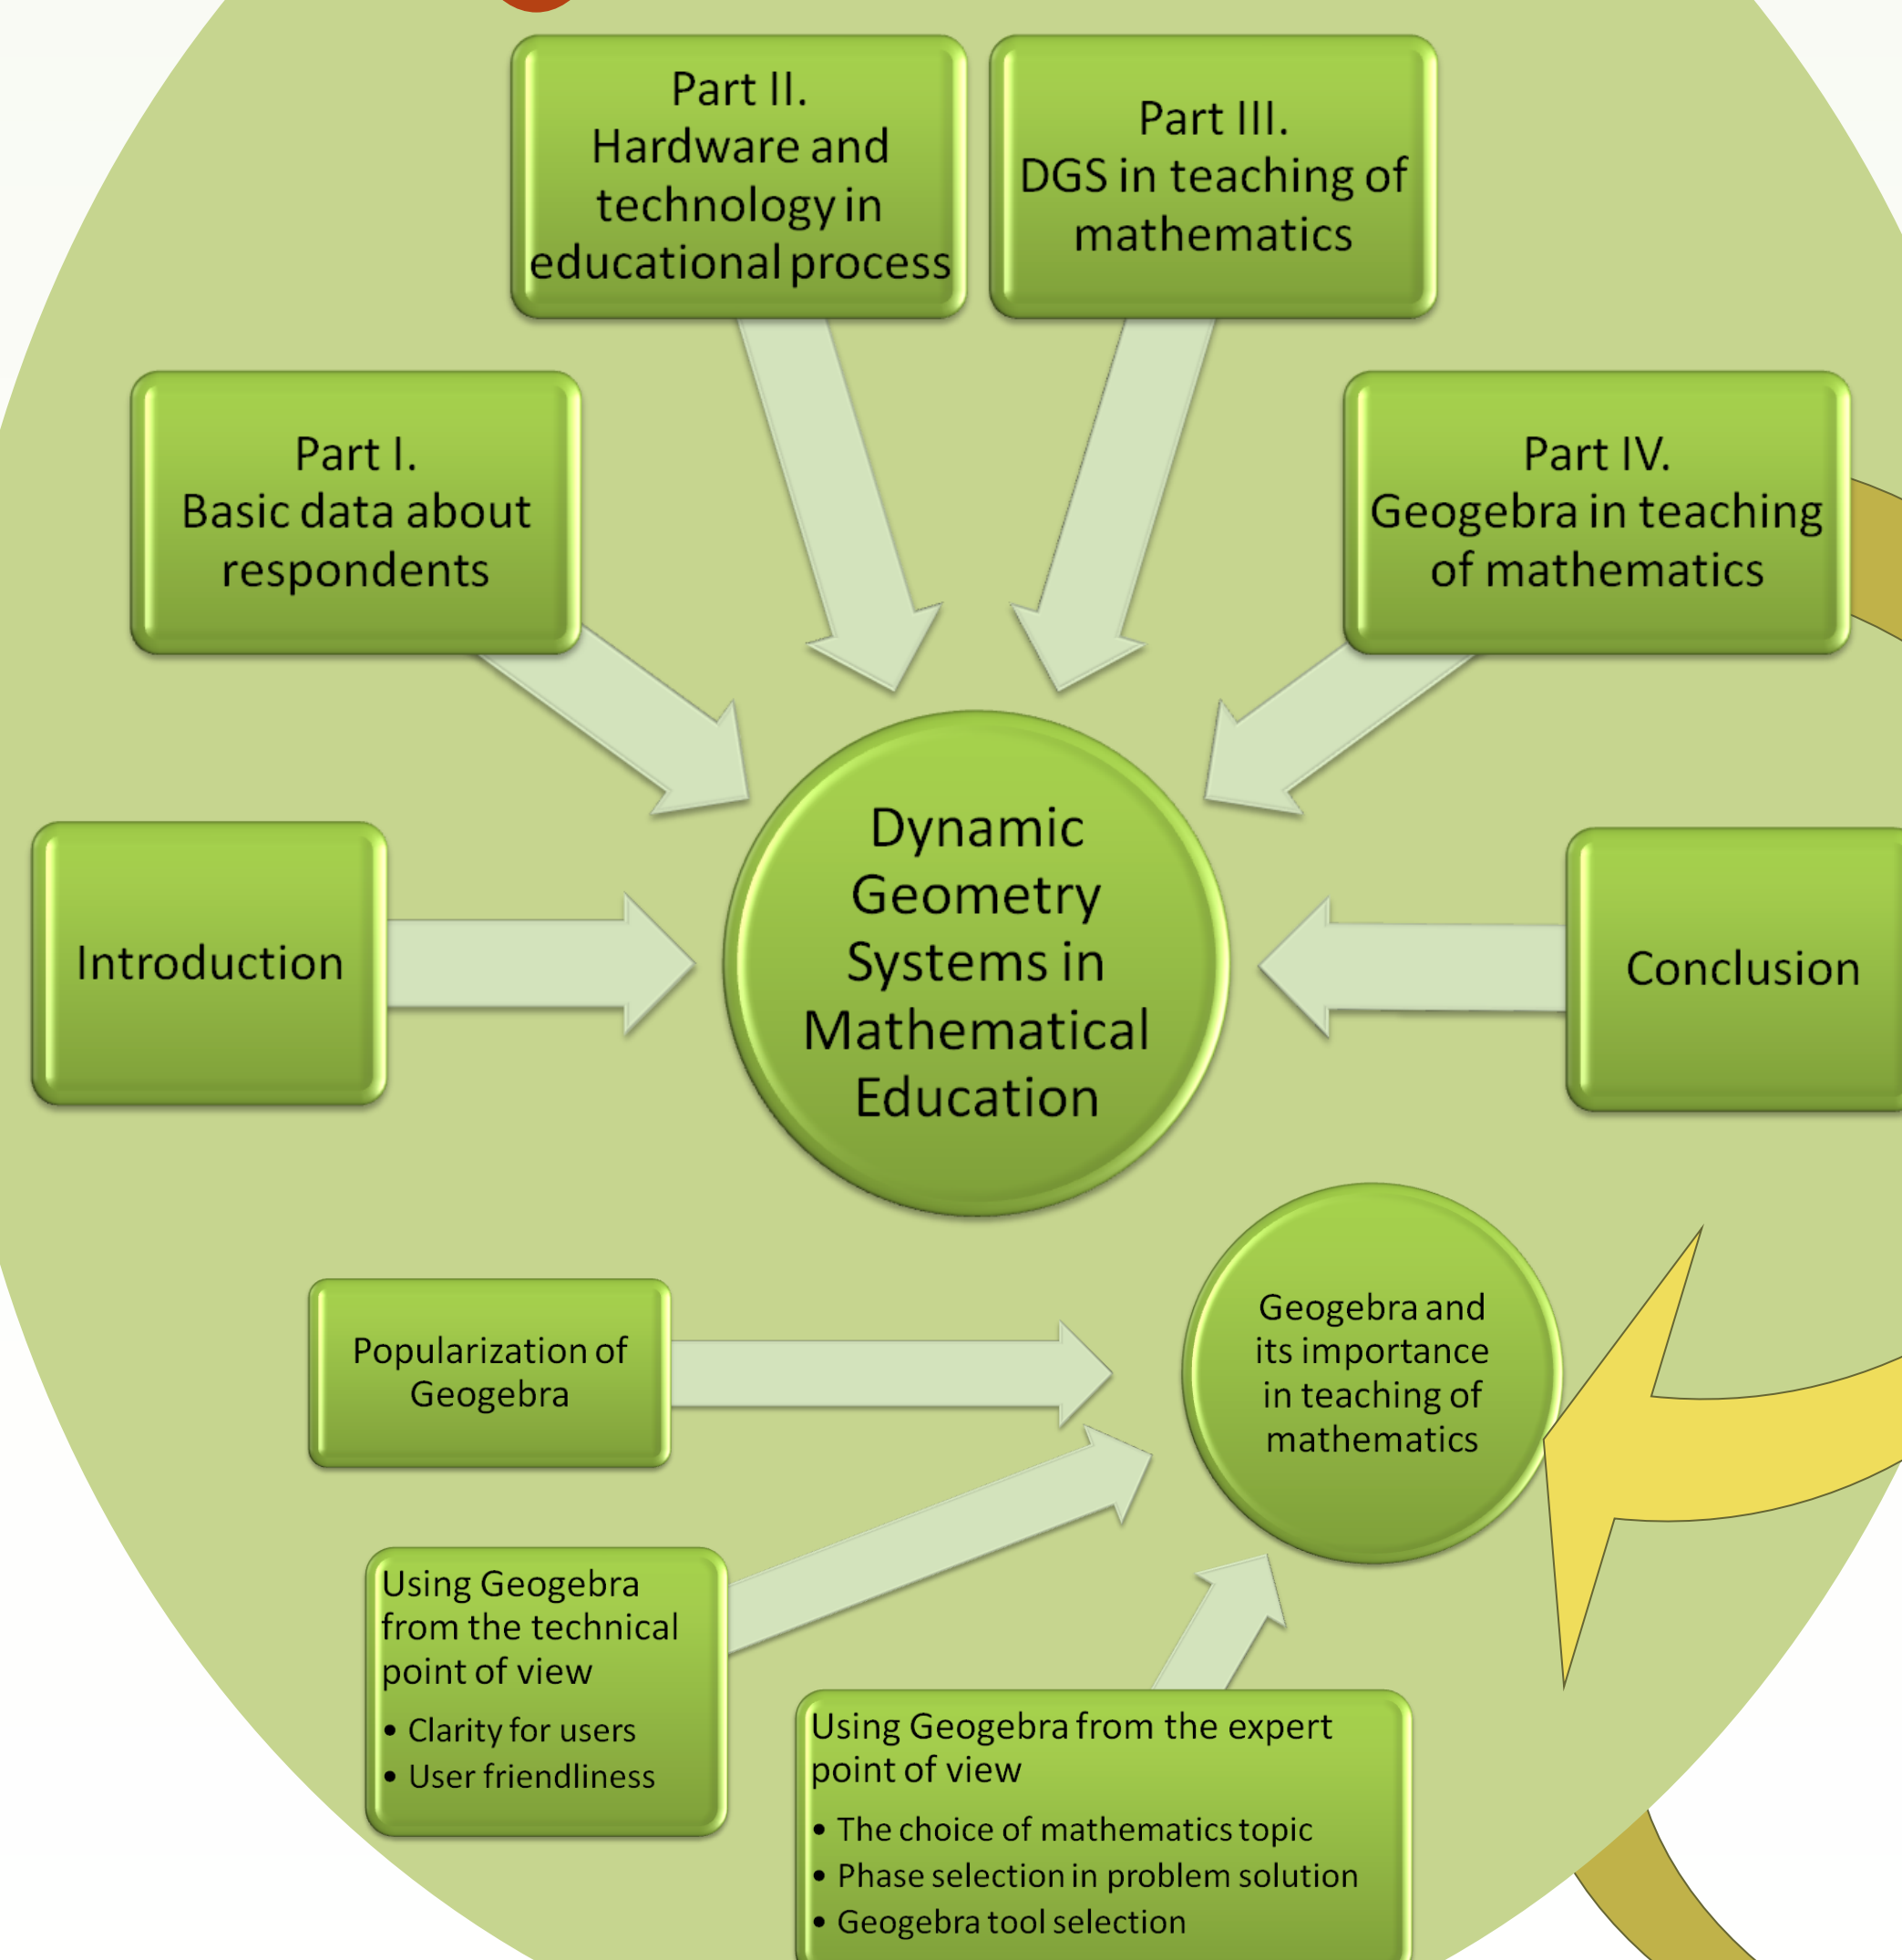 Part II.
Hardware and
technology in
educational process
Part III.
DGS in teaching of
mathematics
Part I.
Basic data about
respondents
Part IV.
Geogebra in teaching
of mathematics
Introduction
Dynamic
Geometry
Systems in
Mathematical
Education
Conclusion
Popularization of
Geogebra
Geogebra and
its importance
in teaching of
mathematics
Using Geogebra
from the technical
point of view
• Clarity for users
• User friendliness
Using Geogebra from the expert
point of view
• The choice of mathematics topic
• Phase selection in problem solution
• Geogebra tool selection